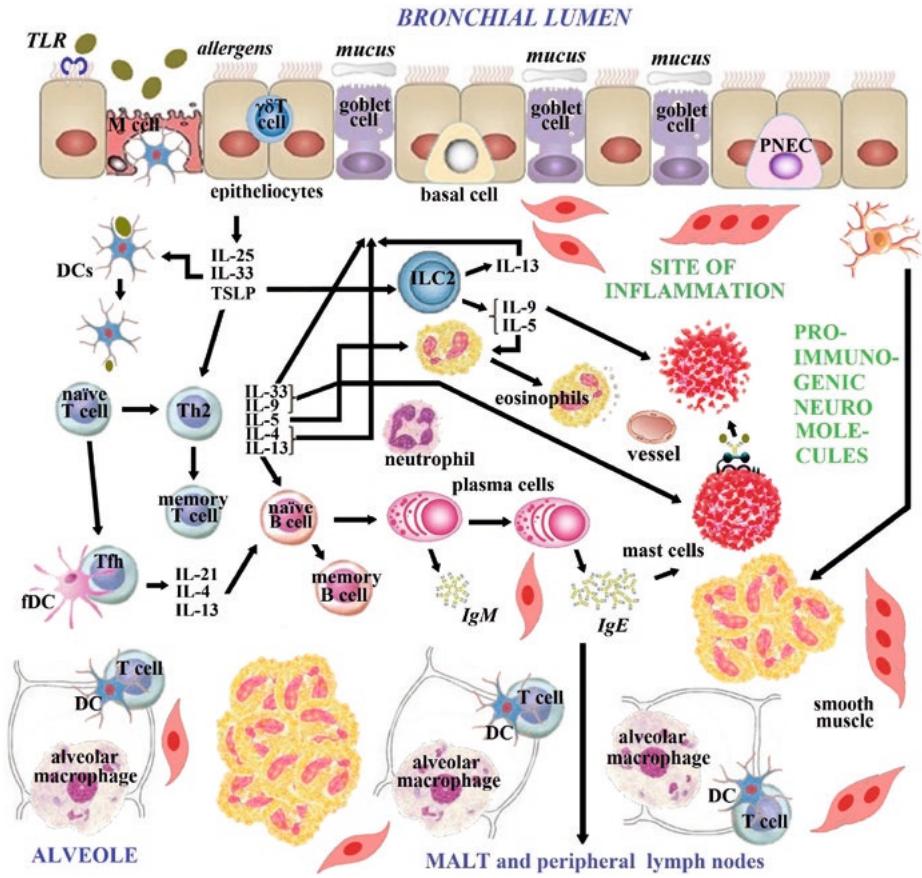 BRONCHIAL LUMEN
TLR
allergens
mucus
mucus
mucus
M cell
γδT
cell
goblet
cell
goblet
cell
goblet
cell
PNEC
epitheliocytes
basal cell
DCs
IL-25
IL-33
TSLP
ILC2
IL-13
IL-9
IL-5
SITE OF
INFLAMMATION
PRO-
IMMUNO-
GENIC
NEURO
MOLE-
CULES
naïve
T cell
Th2
IL-33
IL-9
IL-5
IL-4
IL-13
eosinophils
neutrophil
vessel
memory
T cell
naïve
B cell
plasma cells
mast cells
Tfh
fDC
IL-21
IL-4
IL-13
memory
B cell
IgM
IgE
T cell
DC
alveolar
macrophage
T cell
DC
alveolar
macrophage
smooth
muscle
alveolar
macrophage
DC
T cell
ALVEOLE
MALT and peripheral lymph nodes